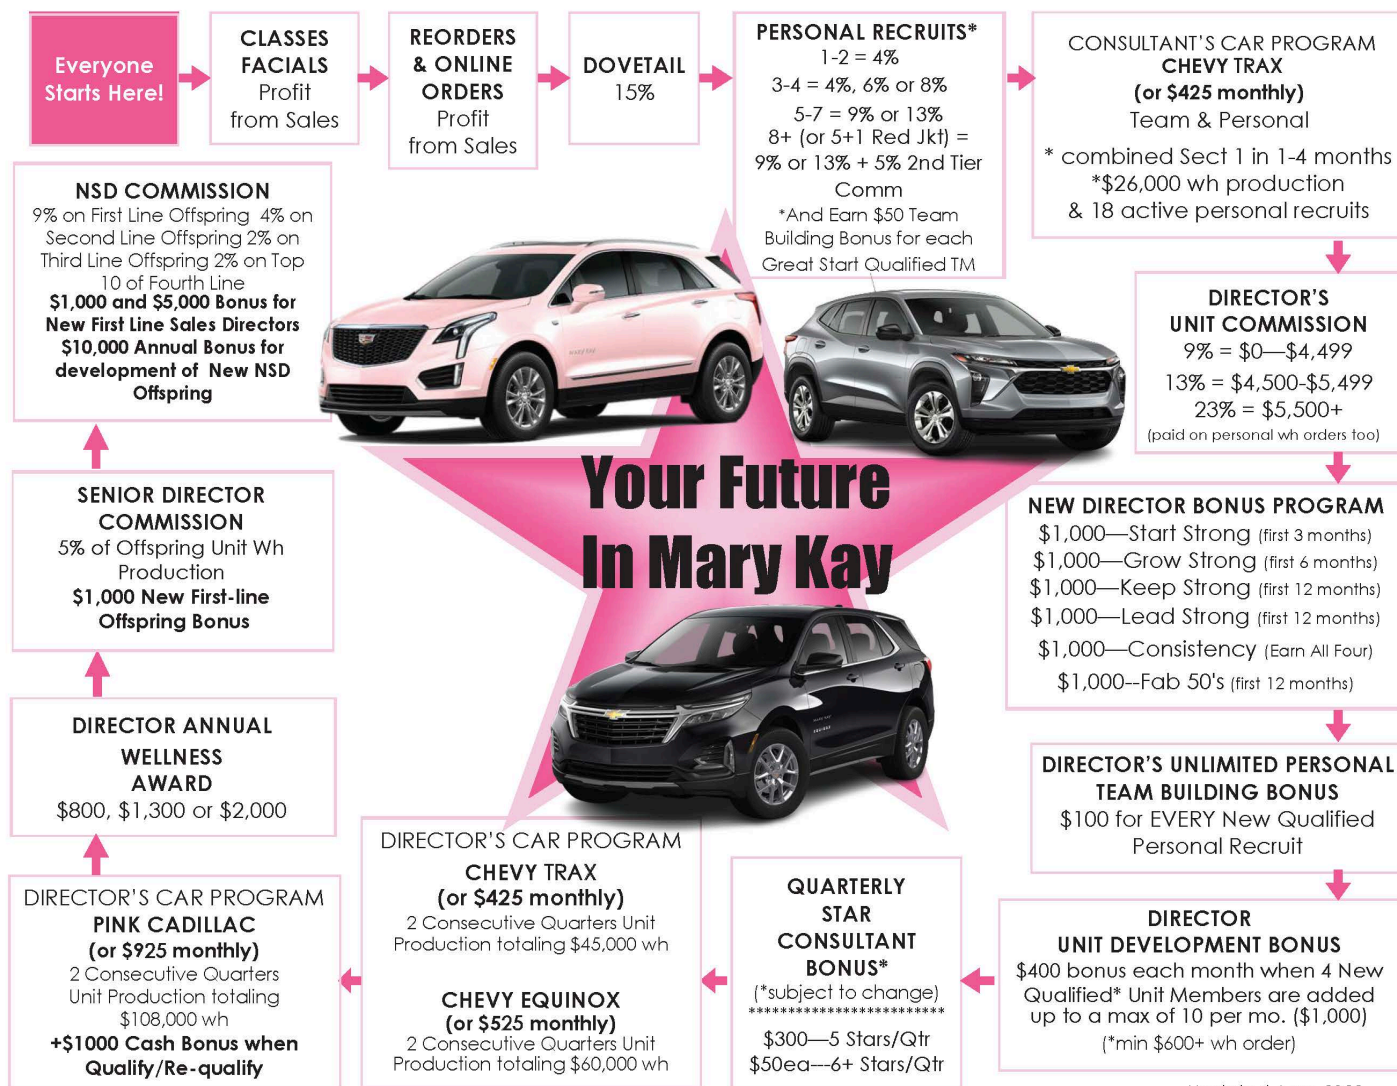 Everyone
Starts Here!
CLASSES
FACIALS
Profit
from Sales
REORDERS
& ONLINE
ORDERS
Profit
from Sales
DOVETAIL
15%
PERSONAL RECRUITS*
1-2 = 4%
3-4 = 4%, 6% or 8%
5-7 = 9% or 13%
8+ (or 5+1 Red Jkt) =
9% or 13% + 5% 2nd Tier
Comm
*And Earn $50 Team
Building Bonus for each
Great Start Qualified TM
CONSULTANT'S CAR PROGRAM
CHEVY TRAX
(or $425 monthly)
Team & Personal
* combined Sect 1 in 1-4 months
*$26,000 wh production
& 18 active personal recruits
DIRECTOR'S
UNIT COMMISSION
9% = $0—$4,499
13% = $4,500-$5,499
23% = $5,500+
(paid on personal wh orders too)
NEW DIRECTOR BONUS PROGRAM
$1,000—Start Strong (first 3 months)
$1,000—Grow Strong (first 6 months)
$1,000—Keep Strong (first 12 months)
$1,000—Lead Strong (first 12 months)
$1,000—Consistency (Earn All Four)
$1,000--Fab 50's (first 12 months)
DIRECTOR'S UNLIMITED PERSONAL
TEAM BUILDING BONUS
$100 for EVERY New Qualified
Personal Recruit
DIRECTOR
UNIT DEVELOPMENT BONUS
$400 bonus each month when 4 New
Qualified* Unit Members are added
up to a max of 10 per mo. ($1,000)
(*min $600+ wh order)
QUARTERLY
STAR
CONSULTANT
BONUS*
(*subject to change)
*************************
$300—5 Stars/Qtr
$50ea---6+ Stars/Qtr
DIRECTOR'S CAR PROGRAM
CHEVY TRAX
(or $425 monthly)
2 Consecutive Quarters Unit
Production totaling $45,000 wh
CHEVY EQUINOX
(or $525 monthly)
2 Consecutive Quarters Unit
Production totaling $60,000 wh
DIRECTOR'S CAR PROGRAM
PINK CADILLAC
(or $925 monthly)
2 Consecutive Quarters
Unit Production totaling
$108,000 wh
+$1000 Cash Bonus when
Qualify/Re-qualify
DIRECTOR ANNUAL
WELLNESS
AWARD
$800, $1,300 or $2,000
SENIOR DIRECTOR
COMMISSION
5% of Offspring Unit Wh
Production
$1,000 New First-line
Offspring Bonus
NSD COMMISSION
9% on First Line Offspring 4% on
Second Line Offspring 2% on
Third Line Offspring 2% on Top
10 of Fourth Line
$1,000 and $5,000 Bonus for
New First Line Sales Directors
$10,000 Annual Bonus for
development of New NSD
Offspring
Your Future
In Mary Kay